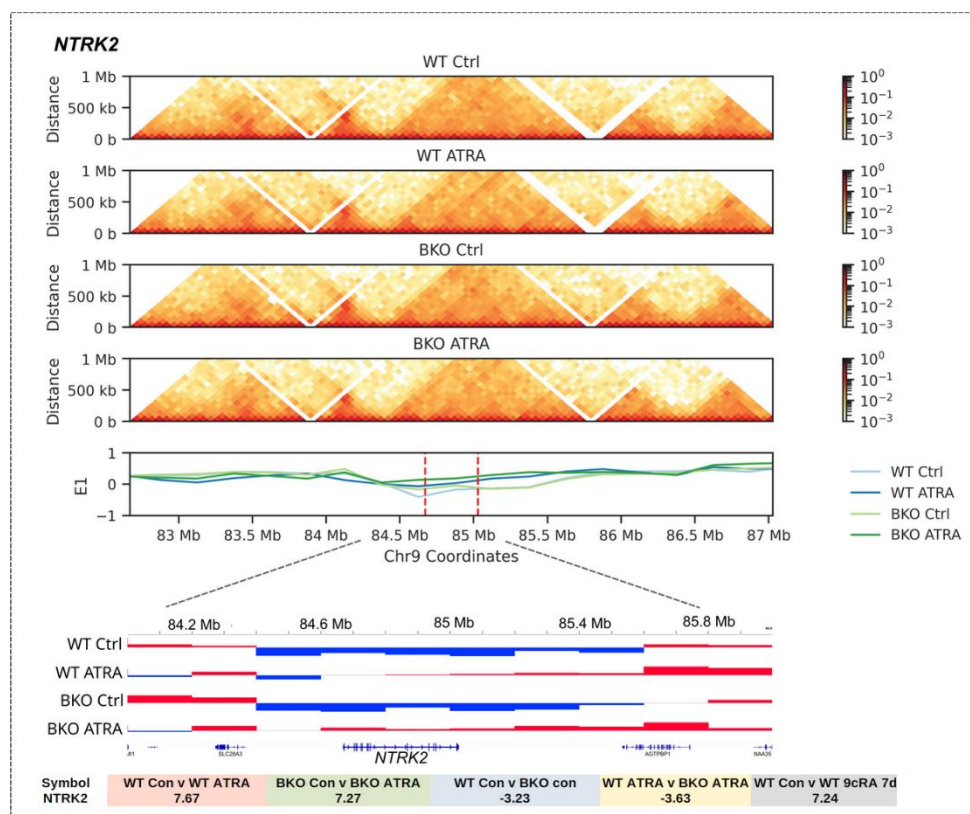 NTRK2
WT Ctrl
1 Mb
500 kb
0 b
Distance
10⁰
10⁻¹
10⁻²
10⁻³
WT ATRA
1 Mb
500 kb
0 b
Distance
10⁰
10⁻¹
10⁻²
10⁻³
BKO Ctrl
1 Mb
500 kb
0 b
Distance
10⁰
10⁻¹
10⁻²
10⁻³
BKO ATRA
1 Mb
500 kb
0 b
Distance
10⁰
10⁻¹
10⁻²
10⁻³
1
0
−1
E1
WT Ctrl
WT ATRA
BKO Ctrl
BKO ATRA
83 Mb 83.5 Mb 84 Mb 84.5 Mb 85 Mb 85.5 Mb 86 Mb 86.5 Mb 87 Mb
Chr9 Coordinates
84.2 Mb 84.6 Mb 85 Mb 85.4 Mb 85.8 Mb
WT Ctrl
WT ATRA
BKO Ctrl
BKO ATRA
SLC28A3 NTRK2 AGTPBP1 NAA35
Symbol WT Con v WT ATRA BKO Con v BKO ATRA WT Con v BKO con WT ATRA v BKO ATRA WT Con v WT 9cRA 7d
NTRK2 7.67 7.27 -3.23 -3.63 7.24